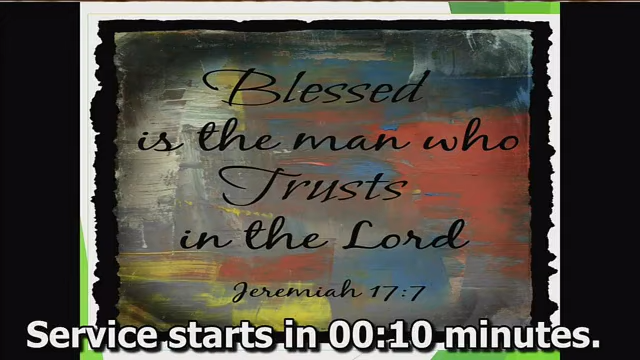 Blessed
is the man who
Trusts
in the Lord
Jeremiah 17:7
Service starts in 00:10 minutes.